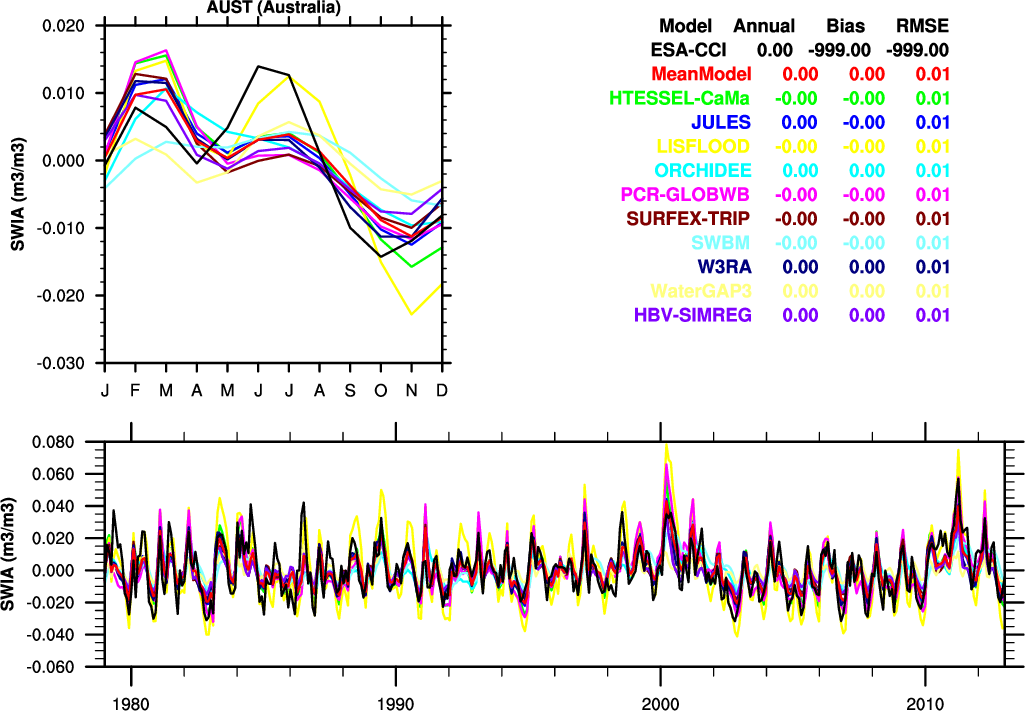 AUST (Australia)
0.020
0.010
0.000
-0.010
-0.020
-0.030
SWIA (m3/m3)
J F M A M J J A S O N D
Model Annual Bias RMSE
ESA-CCI 0.00 -999.00 -999.00
MeanModel 0.00 0.00 0.01
HTESSEL-CaMa -0.00 -0.00 0.01
JULES 0.00 -0.00 0.01
LISFLOOD -0.00 -0.00 0.01
ORCHIDEE 0.00 0.00 0.01
PCR-GLOBWB -0.00 -0.00 0.01
SURFEX-TRIP -0.00 -0.00 0.01
SWBM -0.00 -0.00 0.01
W3RA 0.00 0.00 0.01
WaterGAP3 0.00 0.00 0.01
HBV-SIMREG 0.00 0.00 0.01
0.080
0.060
0.040
0.020
0.000
-0.020
-0.040
-0.060
SWIA (m3/m3)
1980 1990 2000 2010